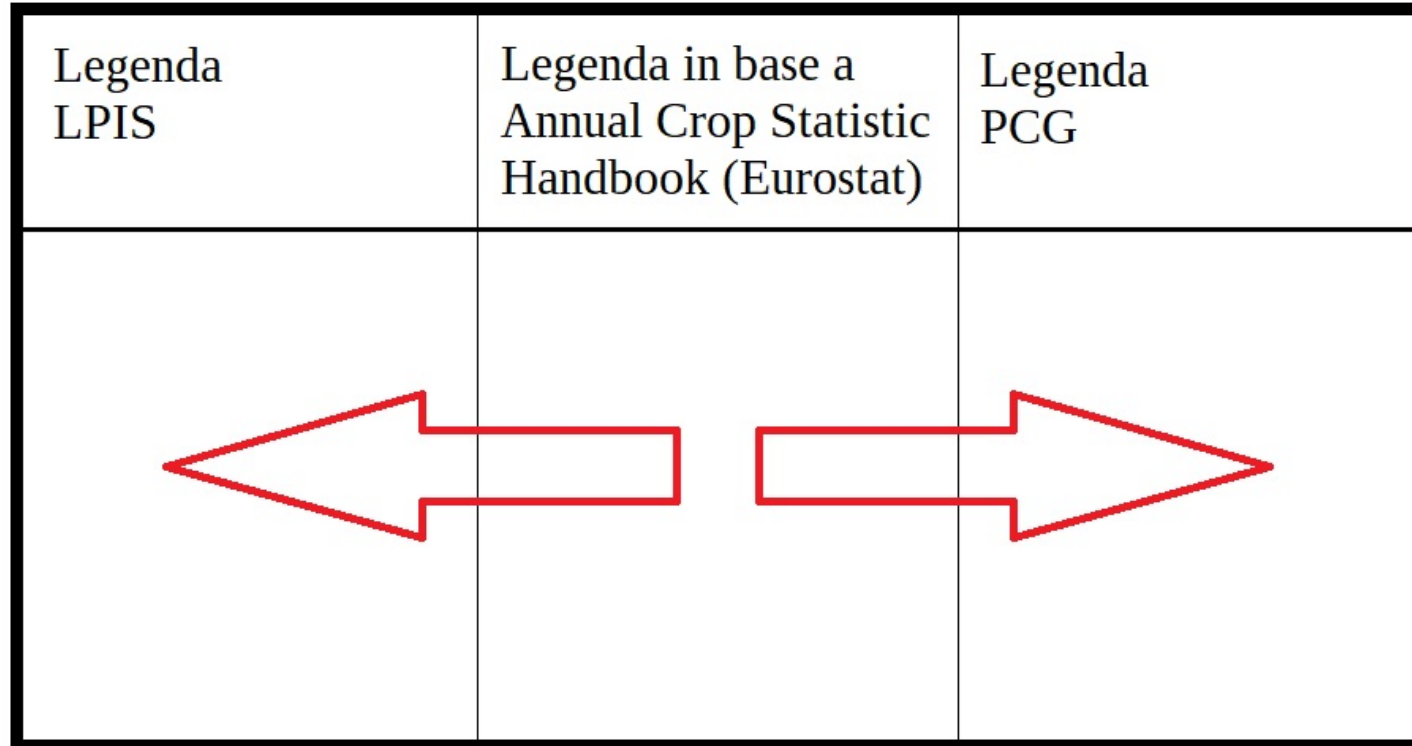 Legenda
LPIS
Legenda in base a
Annual Crop Statistic
Handbook (Eurostat)
Legenda
PCG